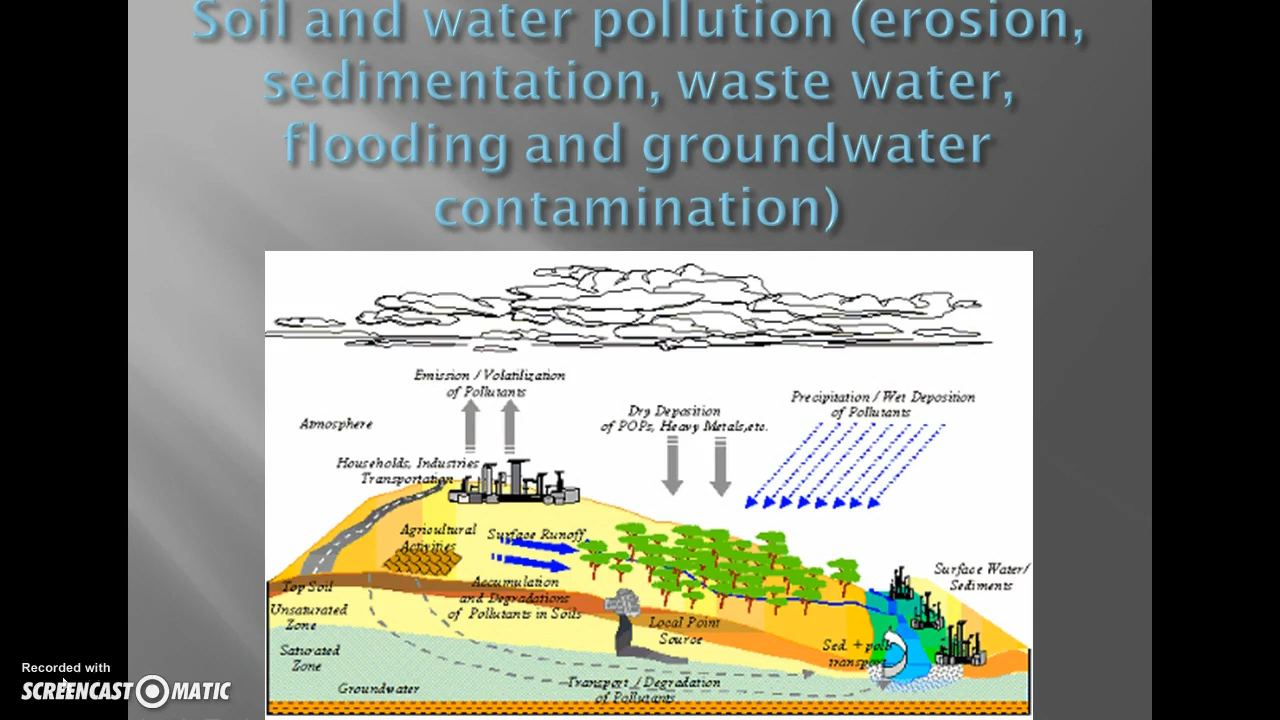 Soil and water pollution (erosion,
sedimentation, waste water,
flooding and groundwater
contamination)
Emission / Volatilization
of Pollutants
Precipitation / Wet Deposition
of Pollutants
Dry Deposition
of POPs, Heavy Metals,etc.
Atmosphere
Households, Industries
Transportation
Agricultural
Activities
Surface Runoff
Surface Water/
Sediments
Top Soil
Accumulation
and Degradations
of Pollutants in Soils
Unsaturated
Zone
Local Point
Source
Saturated
Zone
Sed. + poll.
transport
Groundwater
Transport / Degradation
of Pollutants
Recorded with
SCREENCAST MATIC